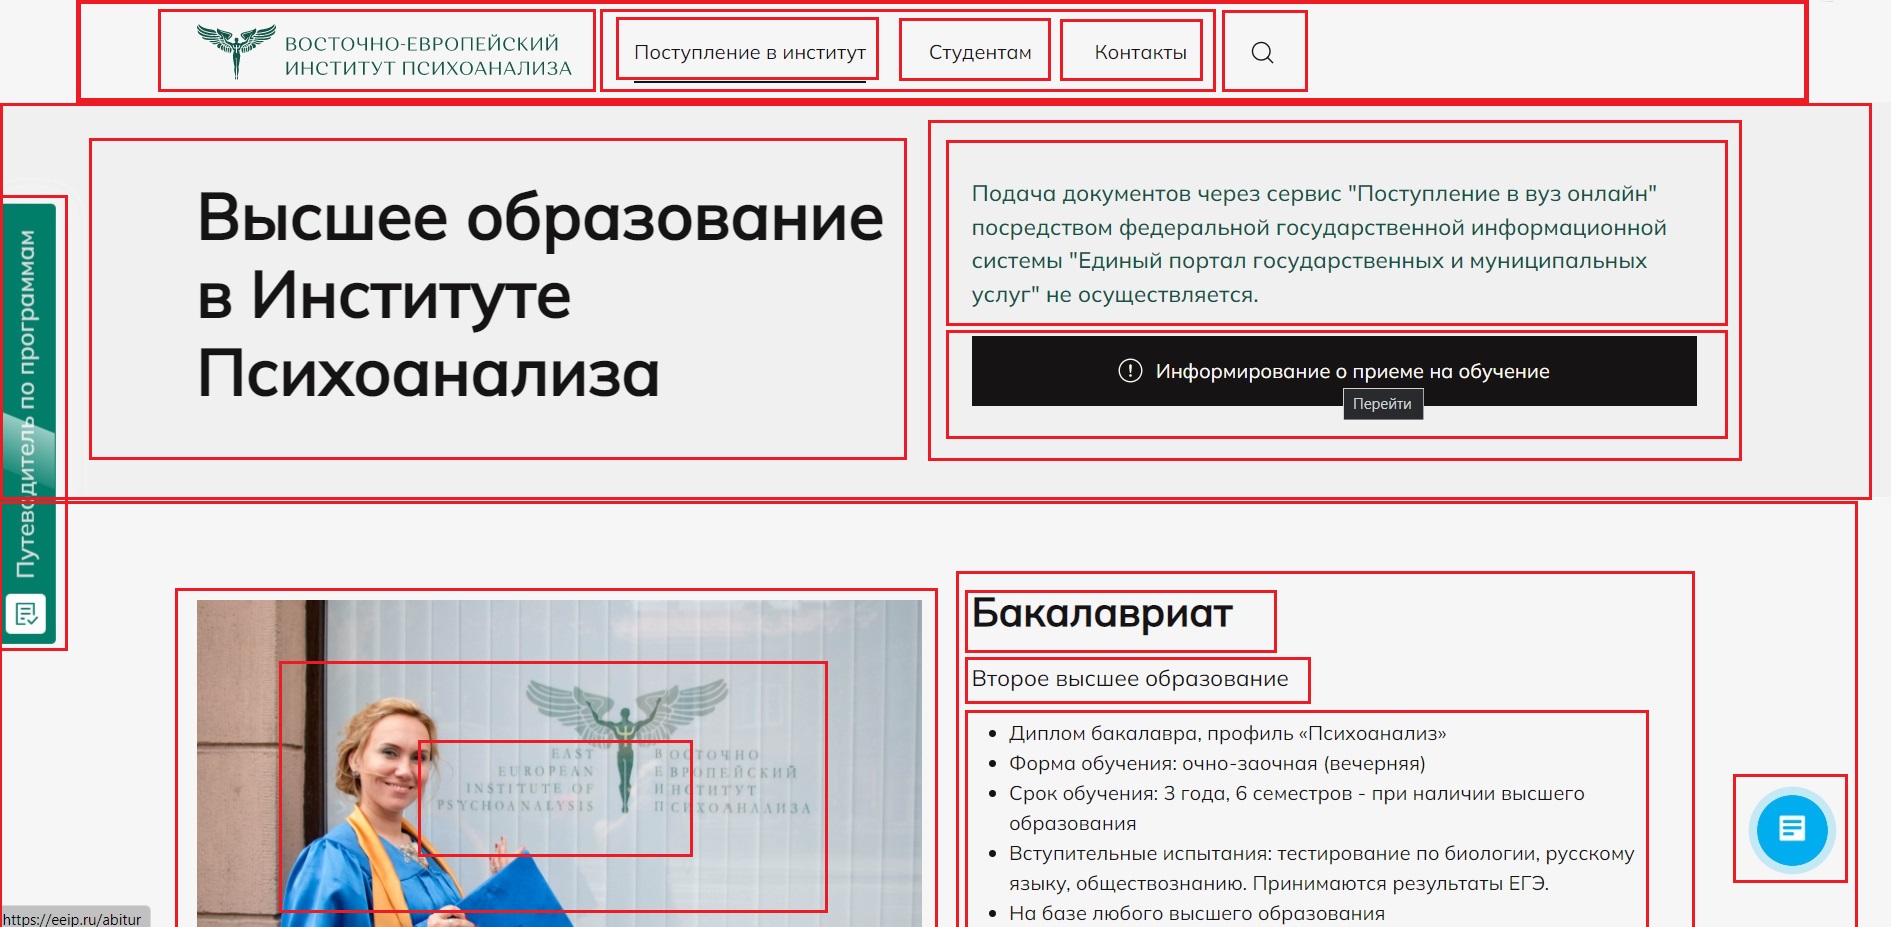 ВОСТОЧНО-ЕВРОПЕЙСКИЙ
ИНСТИТУТ ПСИХОАНАЛИЗА
Поступление в институт
Студентам
Контакты
Путеводитель по программам
Высшее образование
в Институте
Психоанализа
Подача документов через сервис "Поступление в вуз онлайн"
посредством федеральной государственной информационной
системы "Единый портал государственных и муниципальных
услуг" не осуществляется.
Информирование о приеме на обучение
Перейти
EAST
EUROPEAN
INSTITUTE OF
PSYCHOANALYSIS
ВОСТОЧНО
ЕВРОПЕЙСКИЙ
ИНСТИТУТ
ПСИХОАНАЛИЗА
Бакалавриат
Второе высшее образование
• Диплом бакалавра, профиль «Психоанализ»
• Форма обучения: очно-заочная (вечерняя)
• Срок обучения: 3 года, 6 семестров - при наличии высшего
образования
• Вступительные испытания: тестирование по биологии, русскому
языку, обществознанию. Принимаются результаты ЕГЭ.
• На базе любого высшего образования
https://eeip.ru/abitur